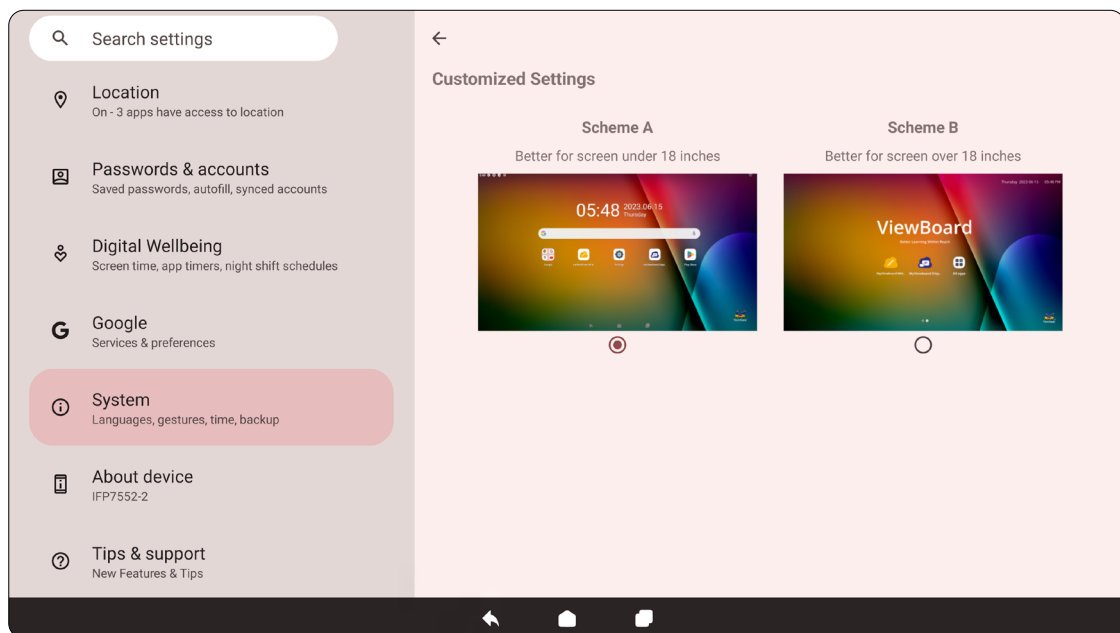 Search settings
Location
On - 3 apps have access to location
Passwords & accounts
Saved passwords, autofill, synced accounts
Digital Wellbeing
Screen time, app timers, night shift schedules
Google
Services & preferences
System
Languages, gestures, time, backup
About device
IFP7552-2
Tips & support
New Features & Tips
Customized Settings
Scheme A
Better for screen under 18 inches
05:48 2023.06.15
Thursday
Scheme B
Better for screen over 18 inches
ViewBoard